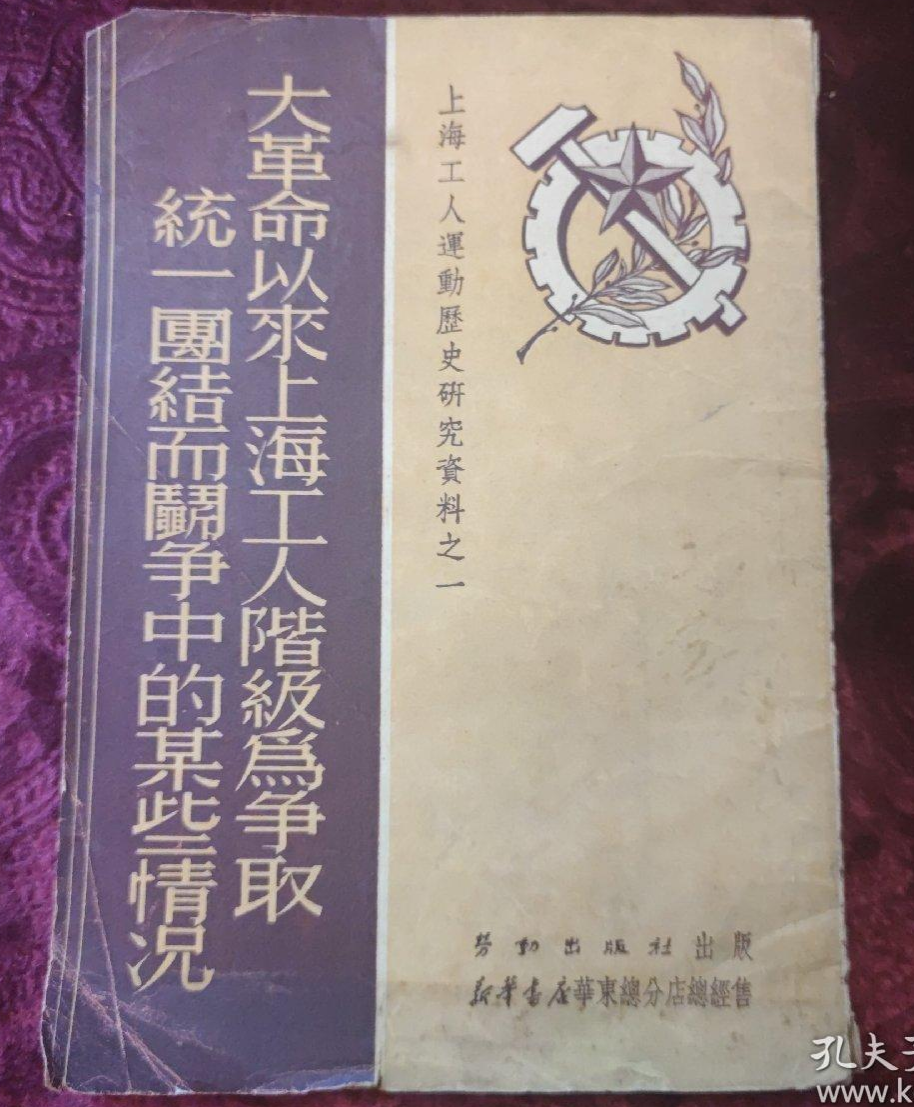 上海工人運動歷史研究資料之一
大革命以來上海工人階級爲爭取
統一團結而鬭争中的某些情况
勞動出版社出版
新華書店華東總分店總經售
孔夫子
www.k